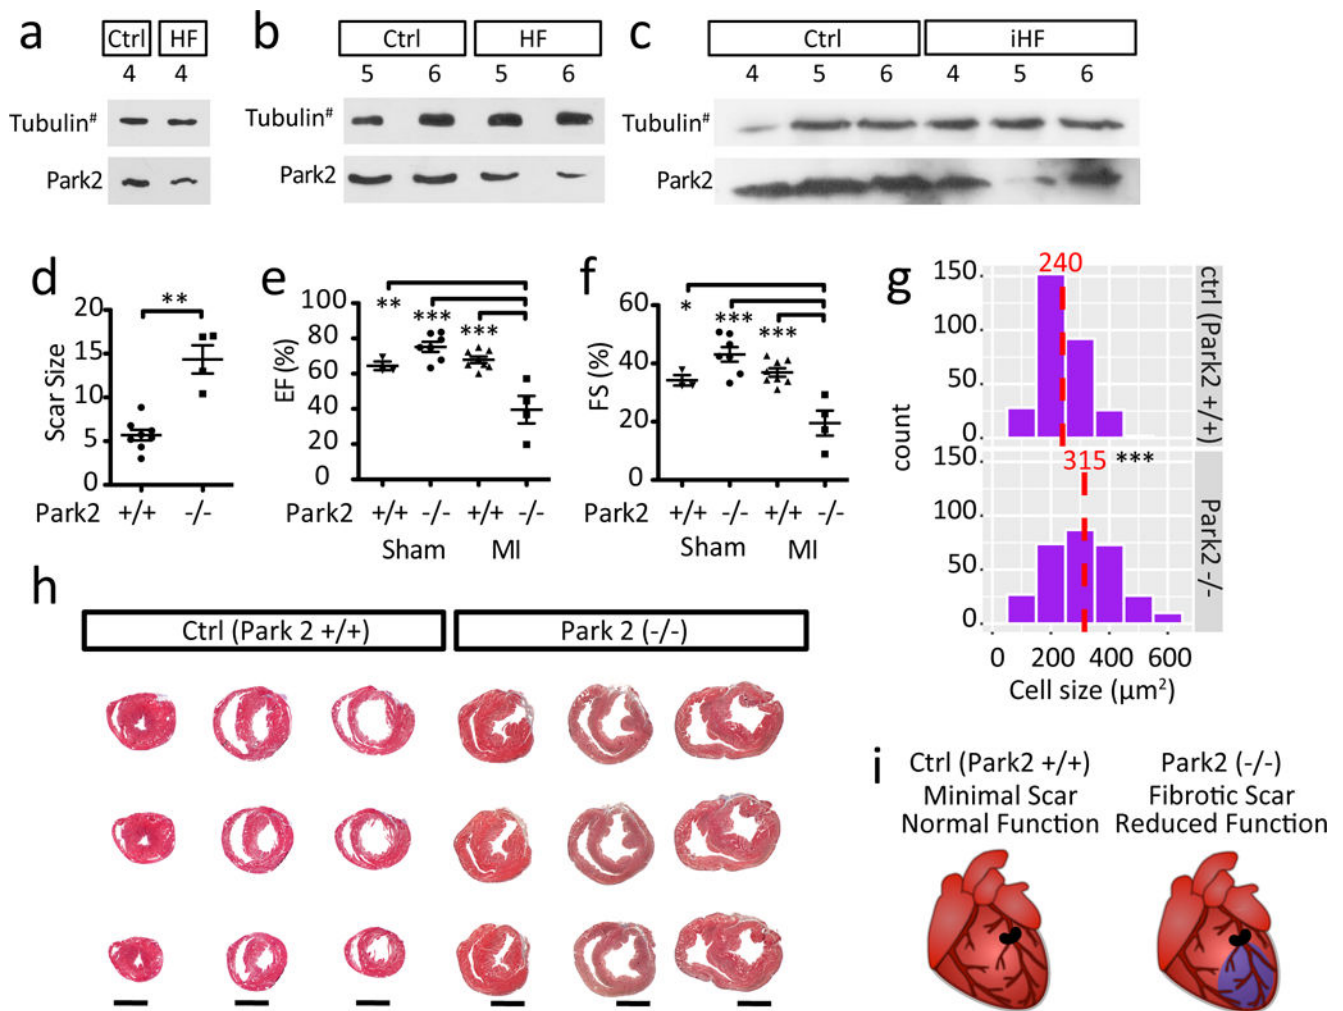 a
Ctrl HF
4 4
Tubulin#
Park2
b
Ctrl HF
5 6 5 6
Tubulin#
Park2
c
Ctrl iHF
4 5 6 4 5 6
Tubulin#
Park2
d
Scar Size
20
15
10
5
0
**
Park2 +/+ -/-
e
EF (%)
100
80
60
40
20
0
** *** ***
Park2 +/+ -/- +/+ -/-
Sham MI
f
FS (%)
60
40
20
0
* *** ***
Park2 +/+ -/- +/+ -/-
Sham MI
g
count
150
100
50
0
240
ctrl (Park2 +/+)
315 ***
150
100
50
0
Park2 -/-
0 200 400 600
Cell size (µm²)
h
Ctrl (Park 2 +/+) Park 2 (-/-)
i
Ctrl (Park2 +/+) Park2 (-/-)
Minimal Scar Fibrotic Scar
Normal Function Reduced Function